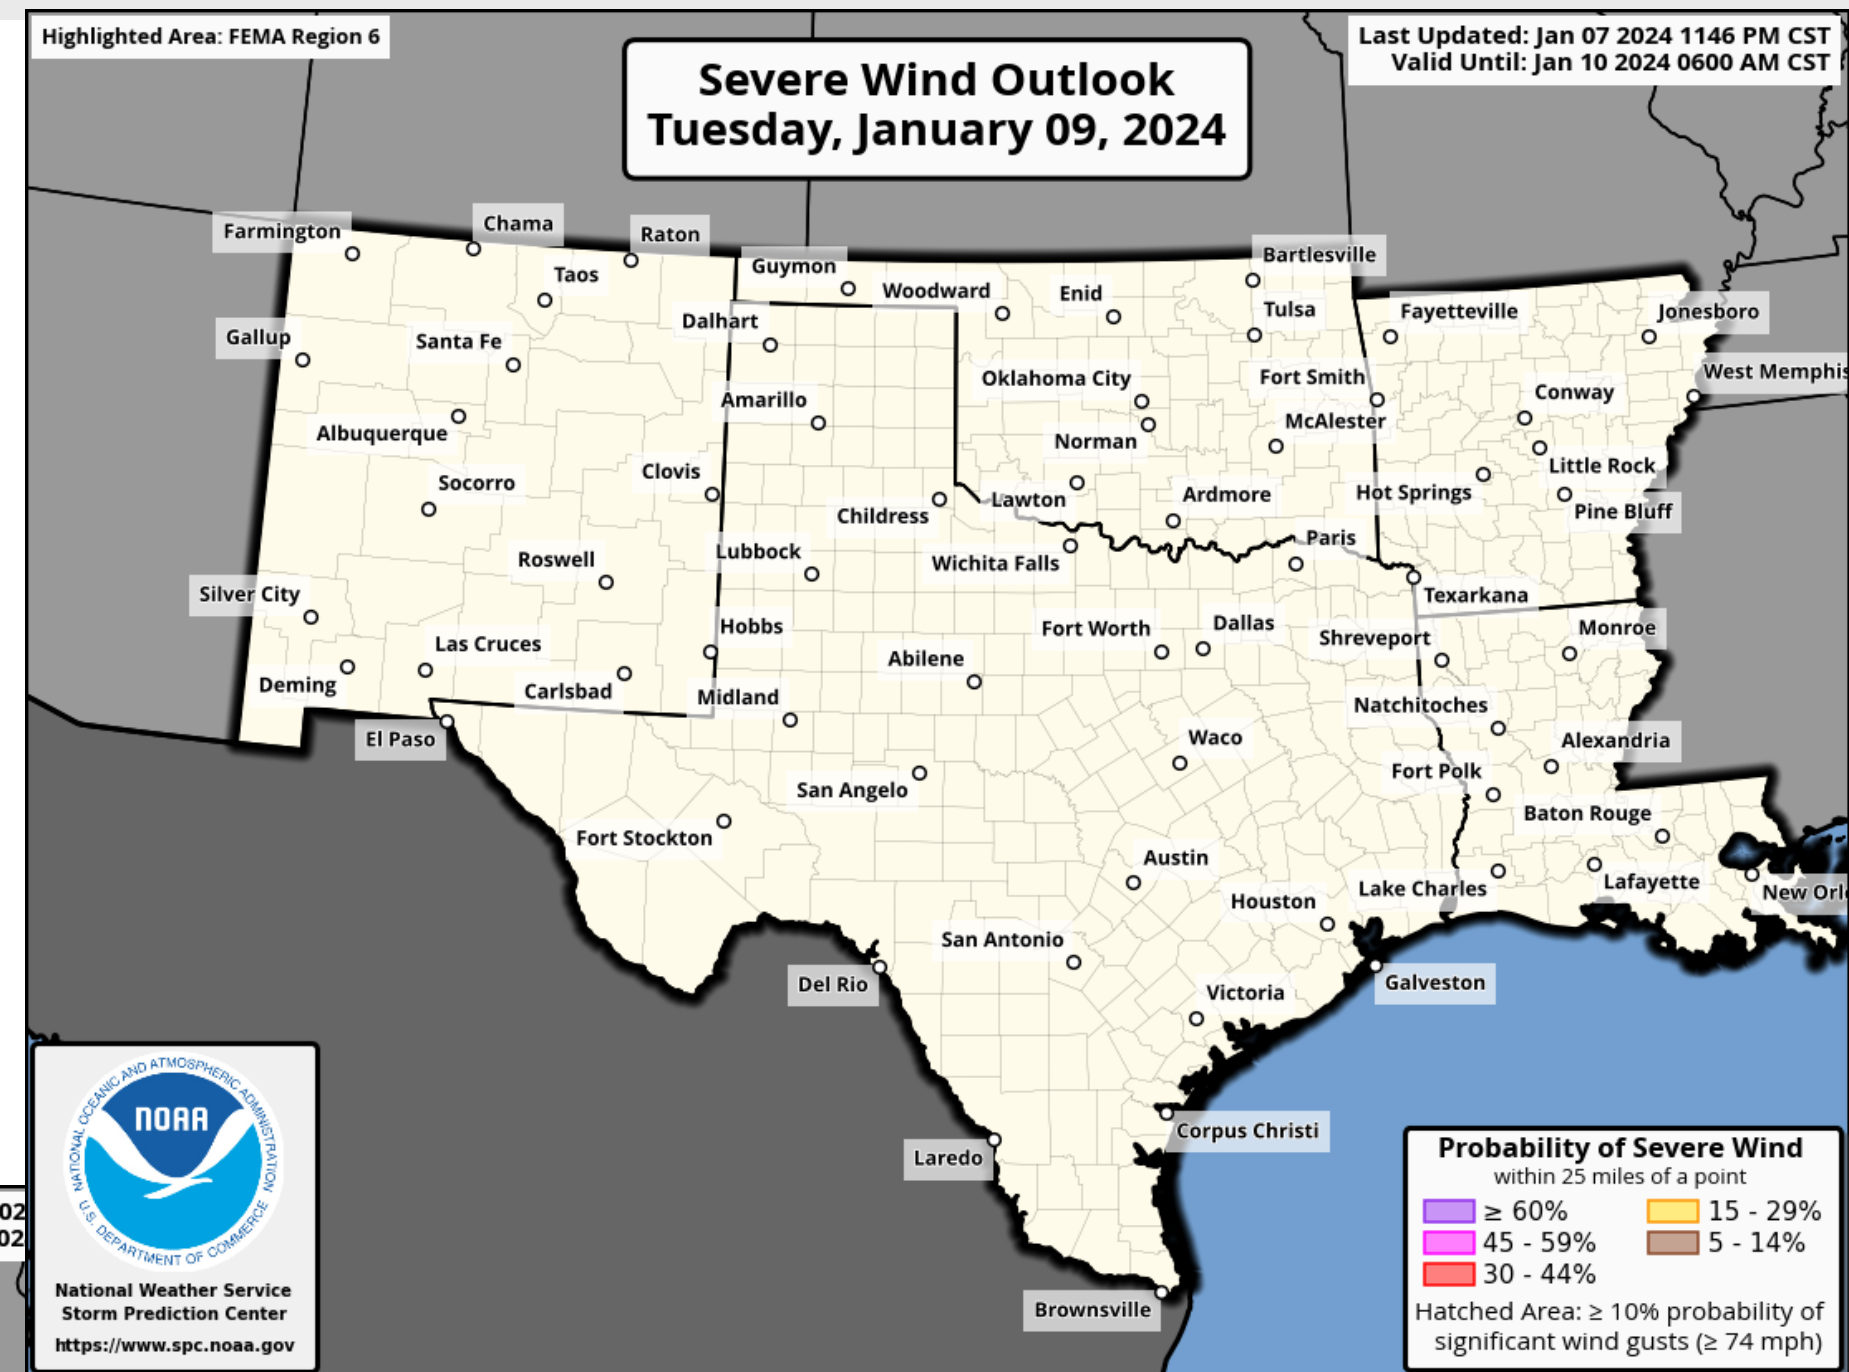 Highlighted Area: FEMA Region 6
Last Updated: Jan 07 2024 1146 PM CST
Valid Until: Jan 10 2024 0600 AM CST
Severe Wind Outlook
Tuesday, January 09, 2024
Farmington
Chama
Raton
Taos
Guymon
Woodward
Enid
Bartlesville
Tulsa
Fayetteville
Jonesboro
Gallup
Santa Fe
Dalhart
Oklahoma City
Fort Smith
West Memphis
Conway
Albuquerque
Amarillo
Norman
McAlester
Little Rock
Socorro
Clovis
Childress
Lawton
Ardmore
Hot Springs
Pine Bluff
Roswell
Lubbock
Wichita Falls
Paris
Silver City
Texarkana
Las Cruces
Hobbs
Abilene
Fort Worth
Dallas
Shreveport
Monroe
Deming
Carlsbad
Midland
Natchitoches
El Paso
Waco
Alexandria
San Angelo
Fort Polk
Fort Stockton
Baton Rouge
Austin
Lake Charles
Lafayette
New Orl
Houston
San Antonio
Del Rio
Victoria
Galveston
Corpus Christi
Laredo
Brownsville
NATIONAL OCEANIC AND ATMOSPHERIC ADMINISTRATION
NOAA
U.S. DEPARTMENT OF COMMERCE
National Weather Service
Storm Prediction Center
https://www.spc.noaa.gov
Probability of Severe Wind
within 25 miles of a point
≥ 60%
15 - 29%
45 - 59%
5 - 14%
30 - 44%
Hatched Area: ≥ 10% probability of
significant wind gusts (≥ 74 mph)
02
02